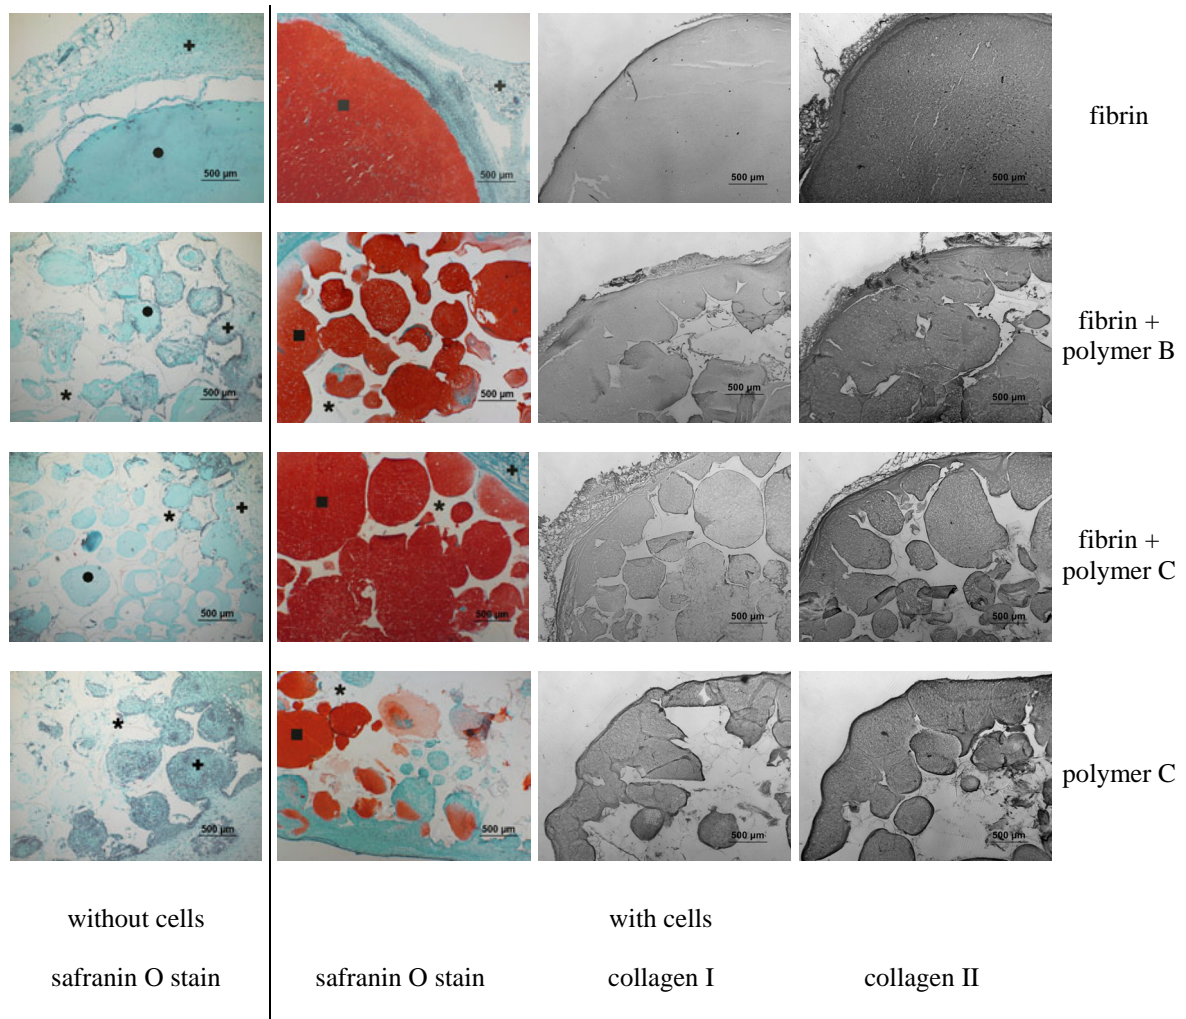 500 µm
500 µm
500 µm
500 µm
fibrin
500 µm
500 µm
500 µm
500 µm
fibrin +
polymer B
500 µm
500 µm
500 µm
500 µm
fibrin +
polymer C
500 µm
500 µm
500 µm
500 µm
polymer C
without cells
with cells
safranin O stain
safranin O stain
collagen I
collagen II